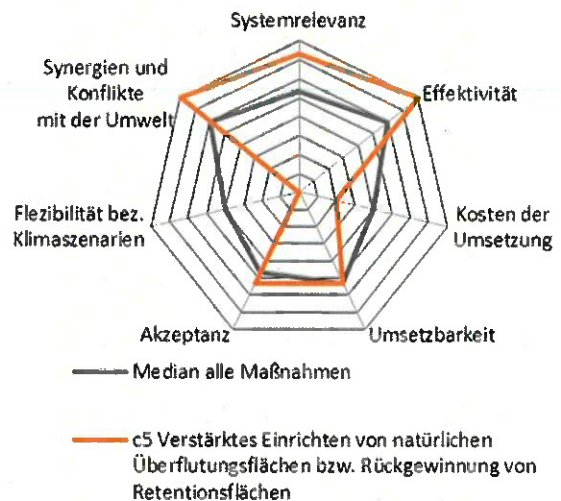 Systemrelevanz
Synergien und
Konflikte
mit der Umwelt
Effektivität
Flezibilität bez.
Klimaszenarien
Kosten der
Umsetzung
Akzeptanz
Umsetzbarkeit
Median alle Maßnahmen
c5 Verstärktes Einrichten von natürlichen
Überflutungsflächen bzw. Rückgewinnung von
Retentionsflächen